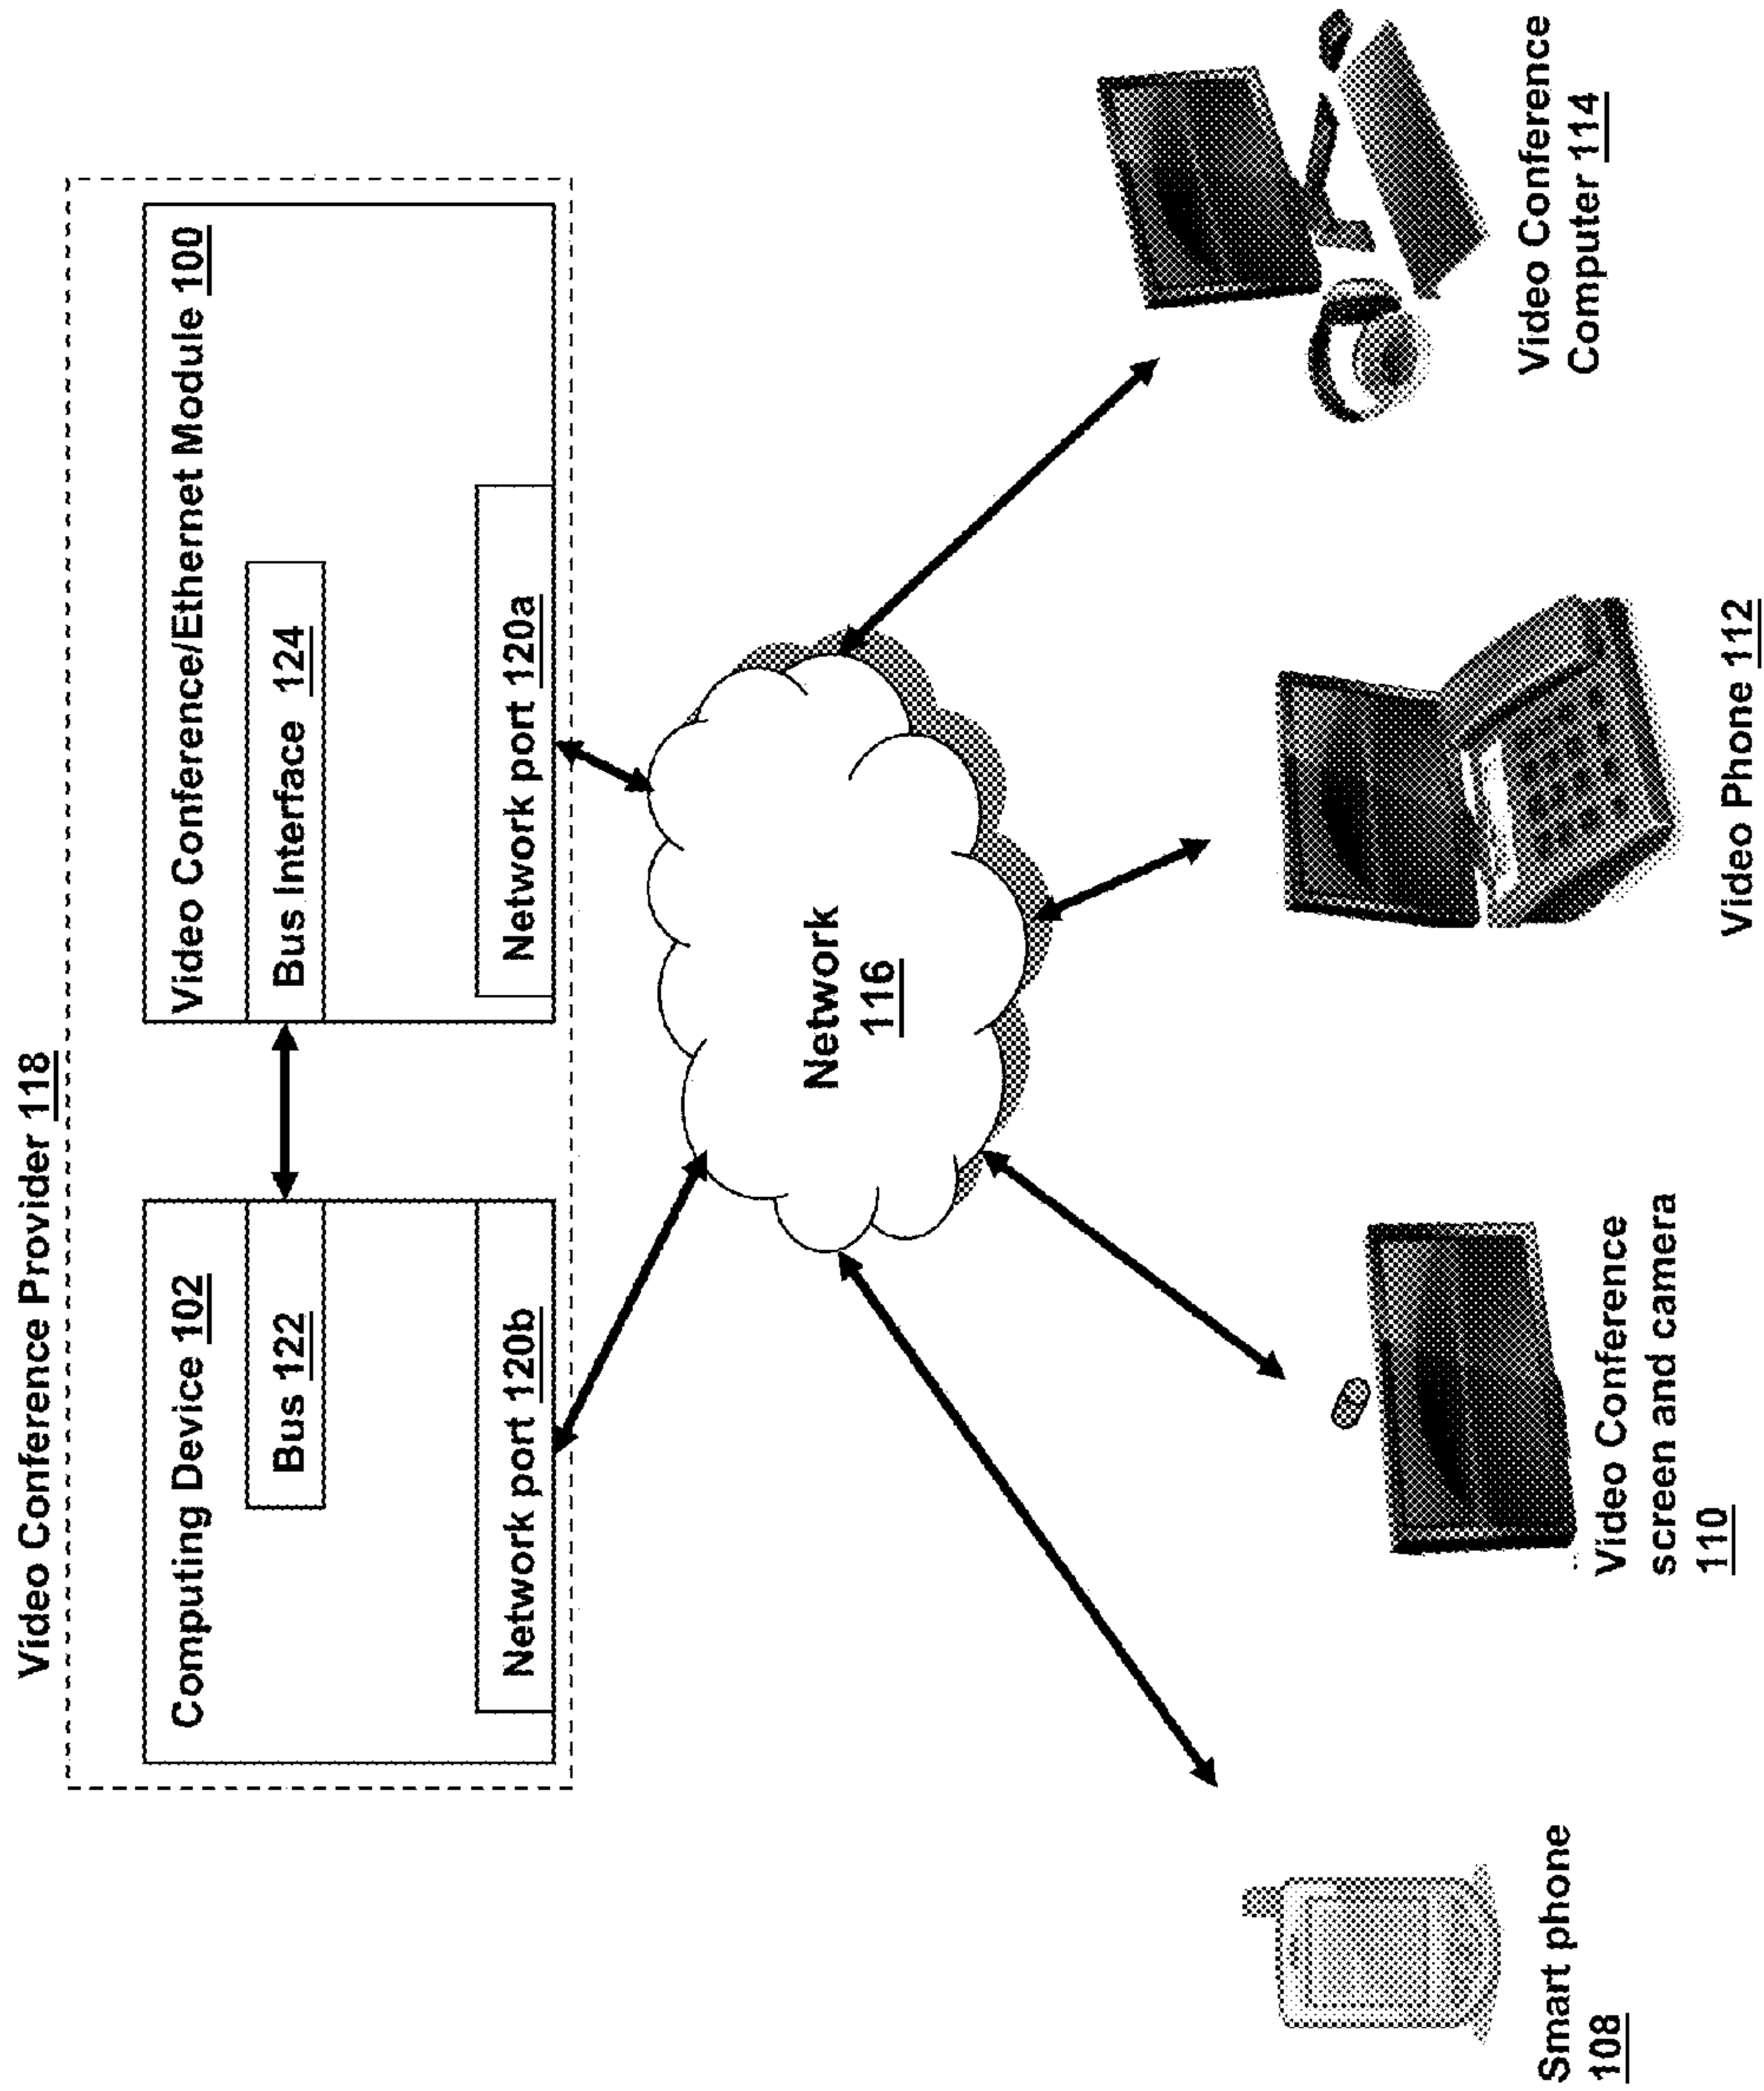 Video Conference Provider 118
Computing Device 102
Bus 122
Network port 120b
Video Conference/Ethernet Module 100
Bus Interface 124
Network port 120a
Network
116
Smart phone
108
Video Conference
screen and camera
110
Video Phone 112
Video Conference
Computer 114